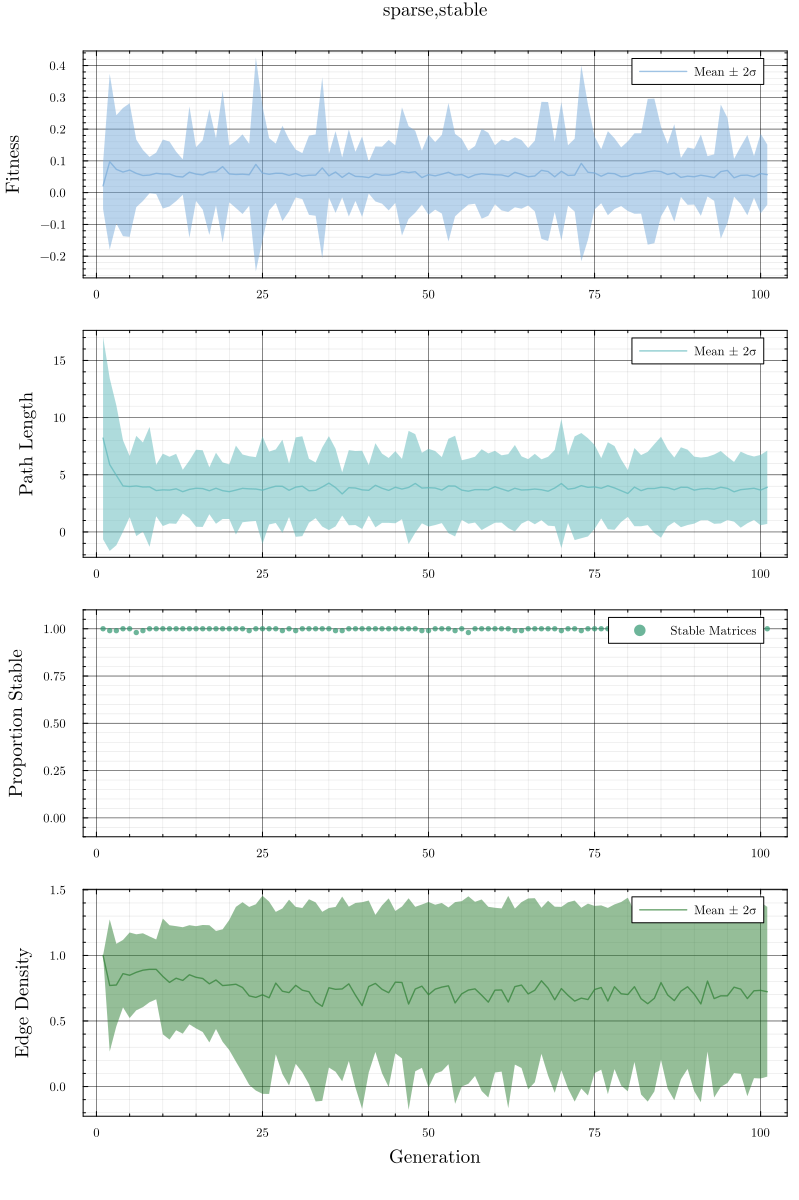 sparse,stable
Fitness
0.4
0.3
0.2
0.1
0.0
−0.1
−0.2
Mean ± 2σ
0 25 50 75 100
Path Length
15
10
5
0
Mean ± 2σ
0 25 50 75 100
Proportion Stable
1.00
0.75
0.50
0.25
0.00
Stable Matrices
0 25 50 75 100
Edge Density
1.5
1.0
0.5
0.0
Mean ± 2σ
0 25 50 75 100
Generation